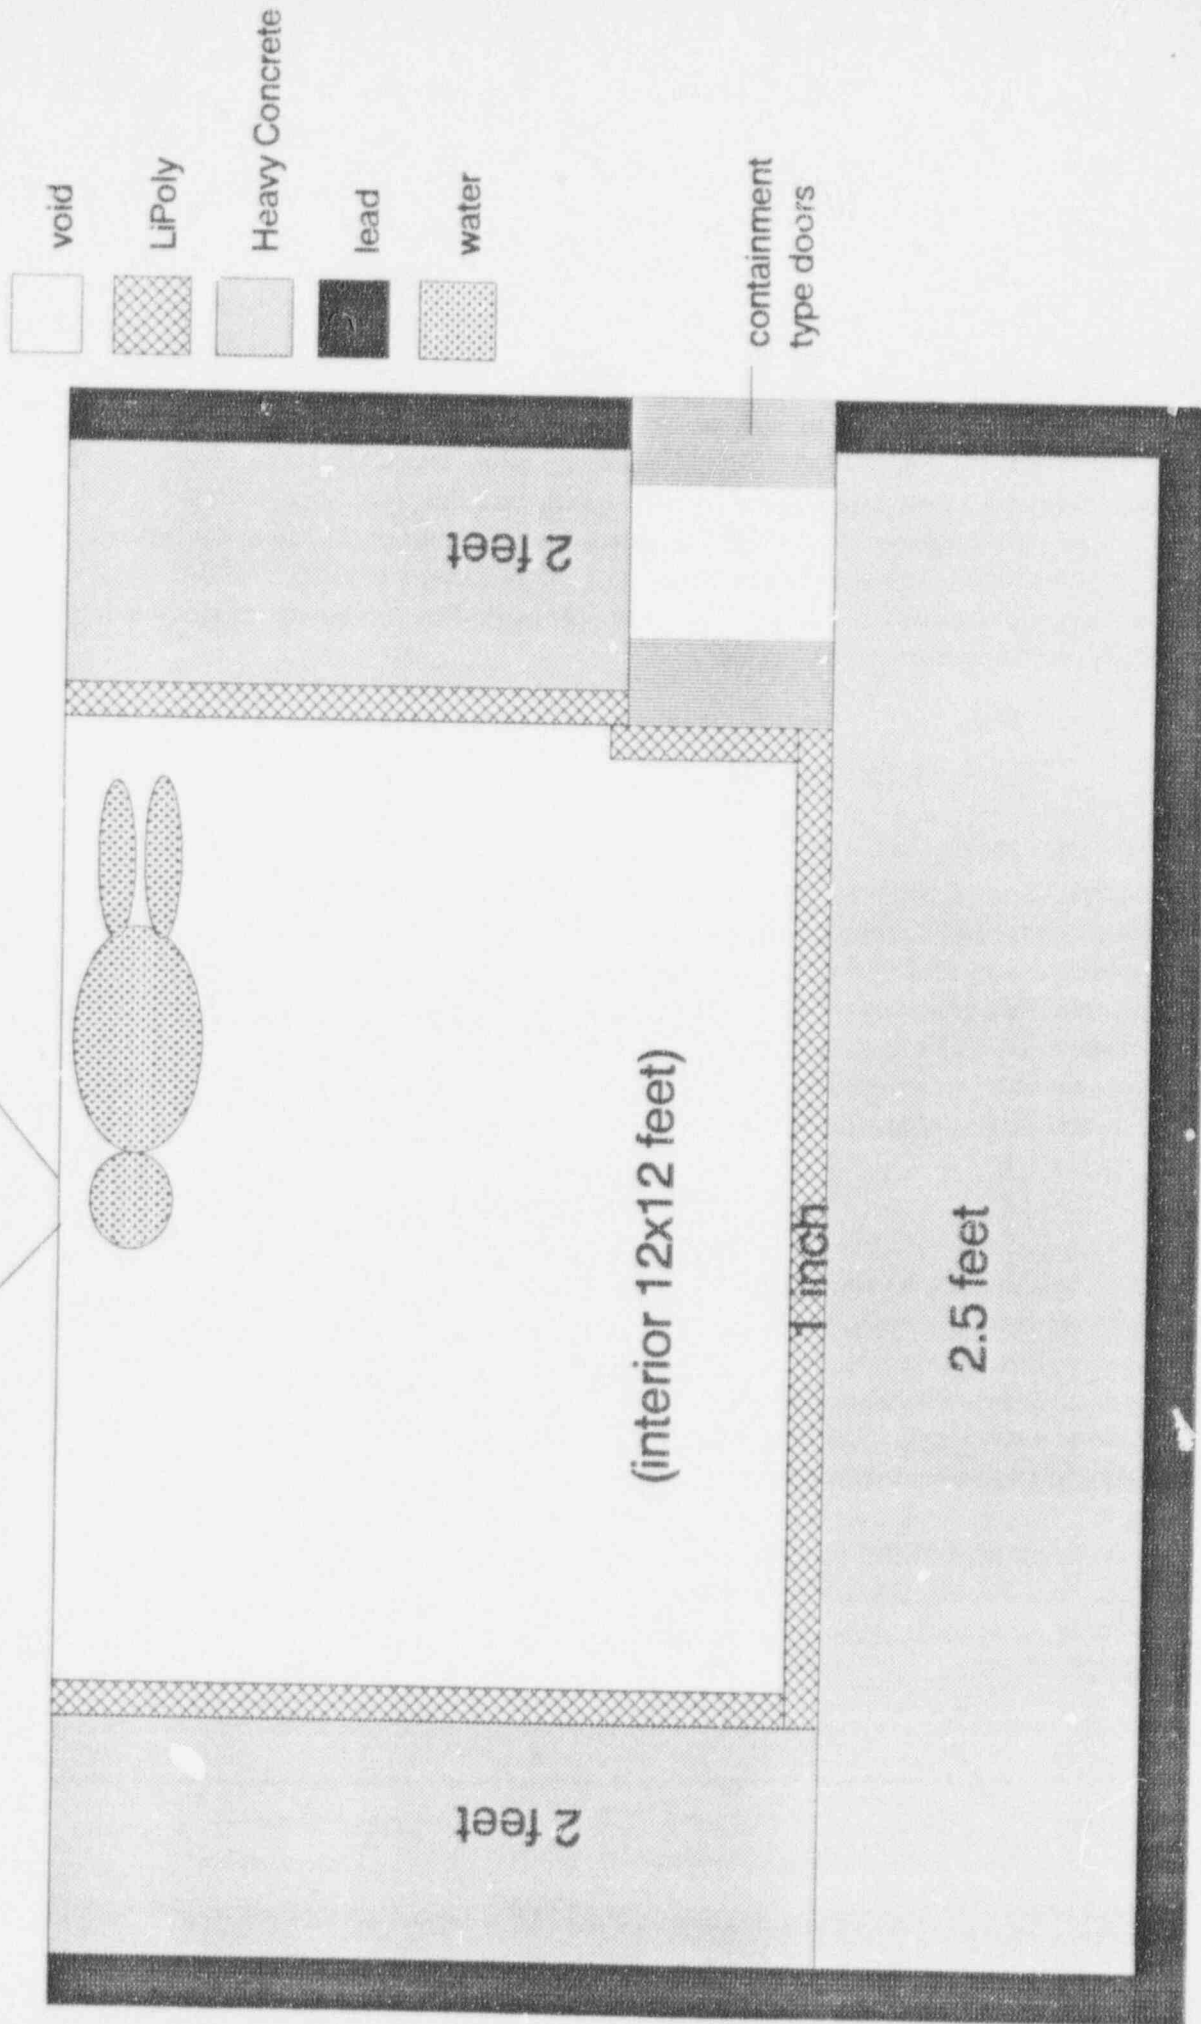 void
LiPoly
Heavy Concrete
lead
water
containment
type doors
2 feet
(interior 12x12 feet)
1 inch
2.5 feet
2 feet